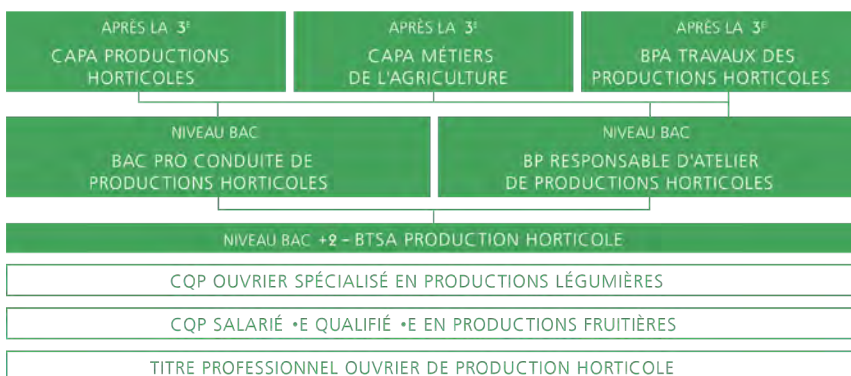 APRÈS LA 3E
CAPA PRODUCTIONS
HORTICOLES
APRÈS LA 3E
CAPA MÉTIERS
DE L'AGRICULTURE
APRÈS LA 3E
BPA TRAVAUX DES
PRODUCTIONS HORTICOLES
NIVEAU BAC
BAC PRO CONDUITE DE
PRODUCTIONS HORTICOLES
NIVEAU BAC
BP RESPONSABLE D'ATELIER
DE PRODUCTIONS HORTICOLES
NIVEAU BAC +2 – BTSA PRODUCTION HORTICOLE
CQP OUVRIER SPÉCIALISÉ EN PRODUCTIONS LÉGUMIÈRES
CQP SALARIÉ •E QUALIFIÉ •E EN PRODUCTIONS FRUITIÈRES
TITRE PROFESSIONNEL OUVRIER DE PRODUCTION HORTICOLE